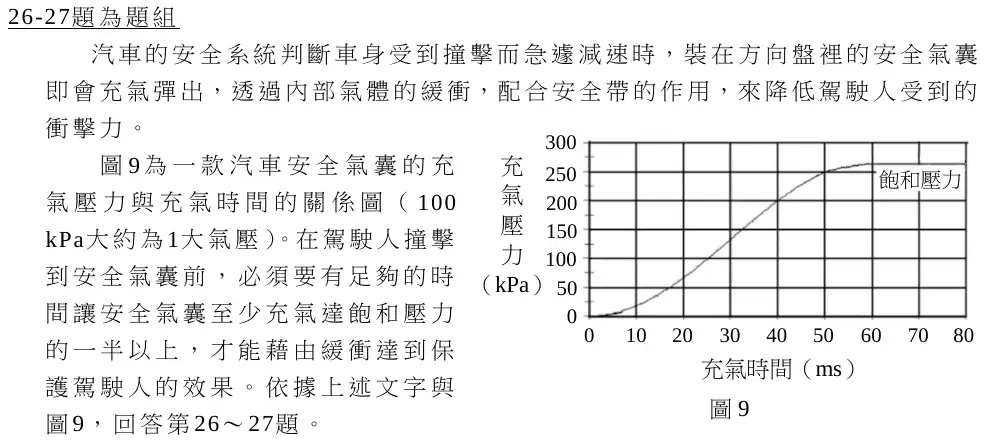 26-27題為題組
汽車的安全系統判斷車身受到撞擊而急遽減速時，裝在方向盤裡的安全氣囊
即會充氣彈出，透過內部氣體的緩衝，配合安全帶的作用，來降低駕駛人受到的
衝擊力。
圖9為一款汽車安全氣囊的充
氣壓力與充氣時間的關係圖（100
kPa大約為1大氣壓）。在駕駛人撞擊
到安全氣囊前，必須要有足夠的時
間讓安全氣囊至少充氣達飽和壓力
的一半以上，才能藉由緩衝達到保
護駕駛人的效果。依據上述文字與
圖9，回答第26～27題。
充
氣
壓
力
（kPa）
300
250
200
150
100
50
0
飽和壓力
0 10 20 30 40 50 60 70 80
充氣時間（ms）
圖9